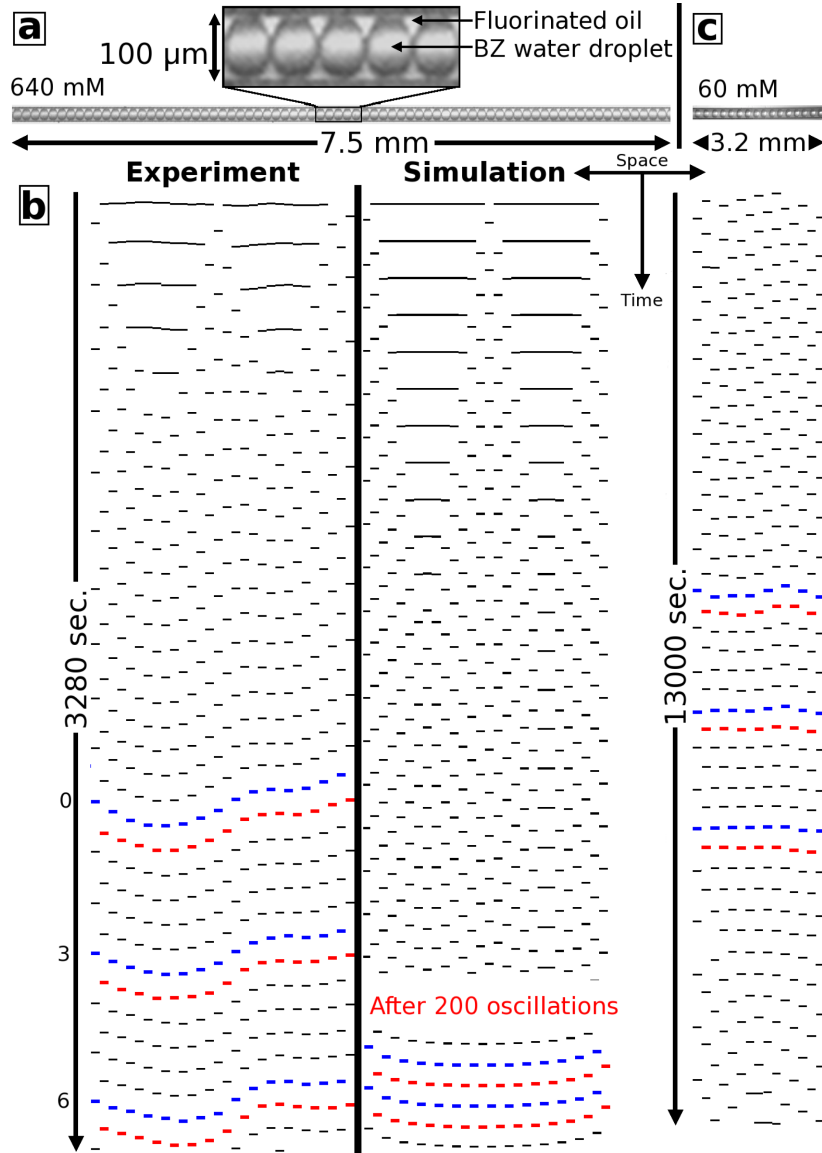 a
Fluorinated oil
BZ water droplet
100 µm
640 mM
7.5 mm
c
60 mM
3.2 mm
Experiment
Simulation
Space
Time
b
3280 sec.
0
3
6
After 200 oscillations
13000 sec.